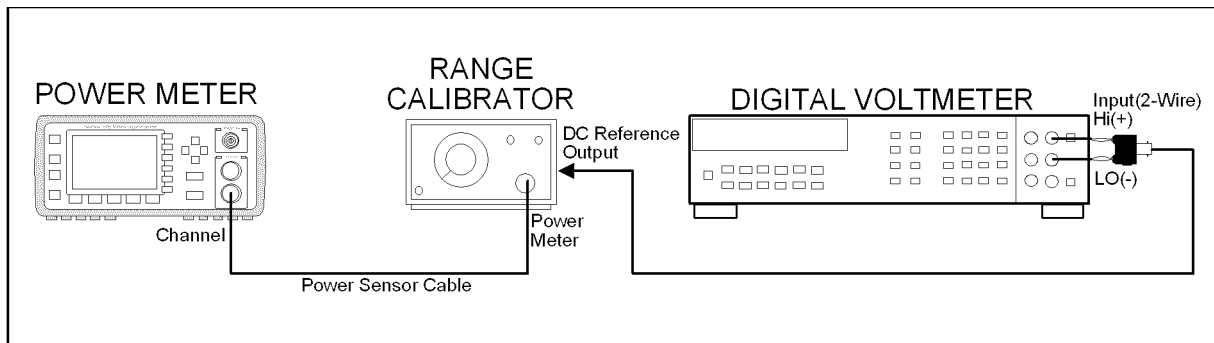 POWER METER
RANGE
CALIBRATOR
DIGITAL VOLTMETER
Input(2-Wire)
Hi(+)
DC Reference
Output
LO(-)
Power
Meter
Channel
Power Sensor Cable